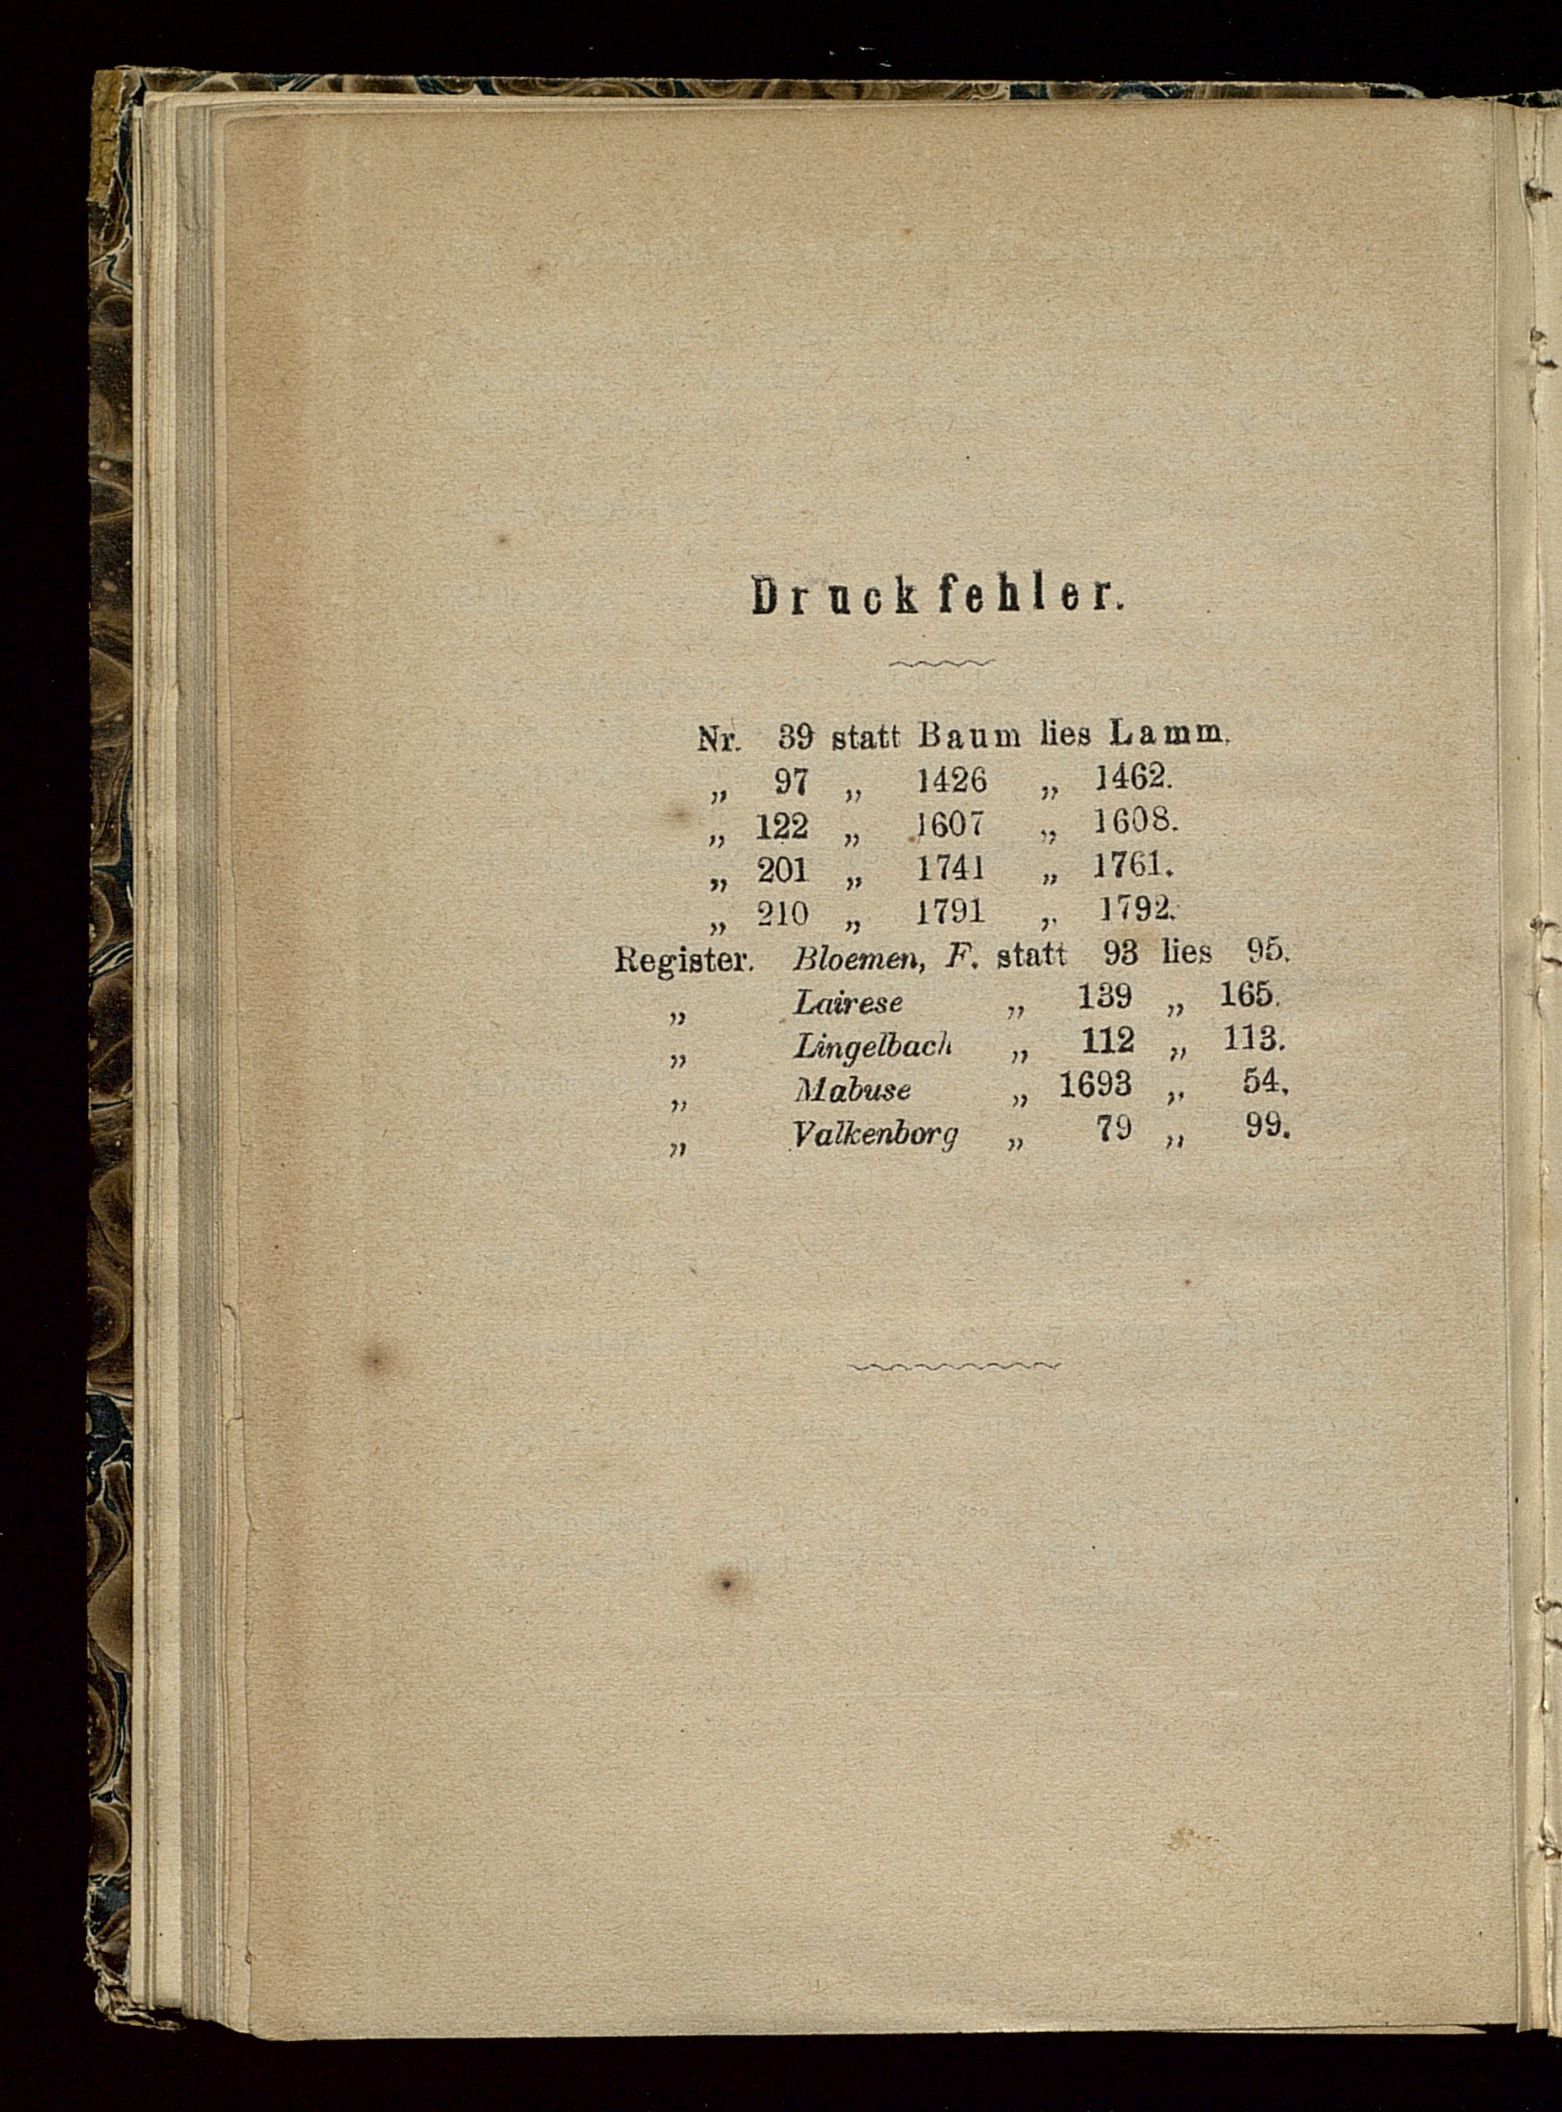 Druckfehler.
Nr. 39 statt Baum lies Lamm.
„ 97 „ 1426 „ 1462.
„ 122 „ 1607 „ 1608.
„ 201 „ 1741 „ 1761.
„ 210 „ 1791 „ 1792.
Register. Bloemen, F. statt 93 lies 95.
„ Lairese „ 139 „ 165.
„ Lingelbach „ 112 „ 113.
„ Mabuse „ 1693 „ 54.
„ Valkenborg „ 79 „ 99.